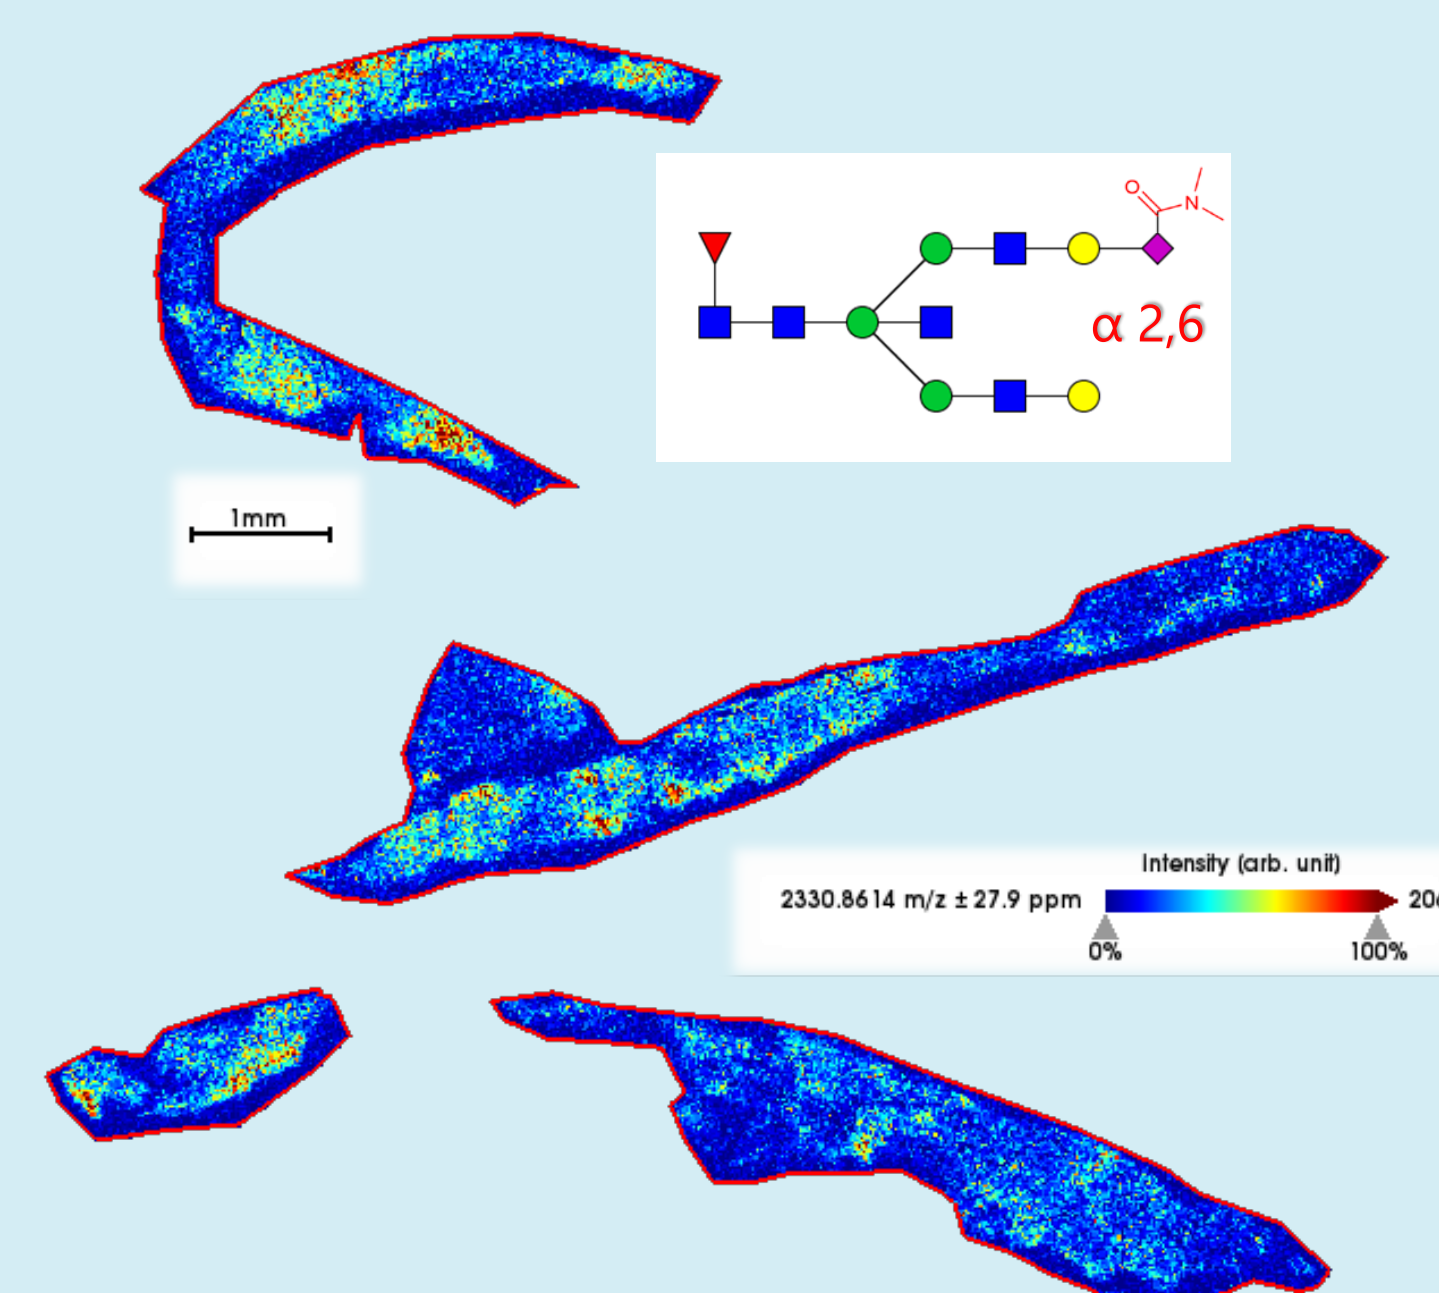 O
N
α 2,6
1mm
Intensity (arb. unit)
2330.8614 m/z ± 27.9 ppm
0%
100%